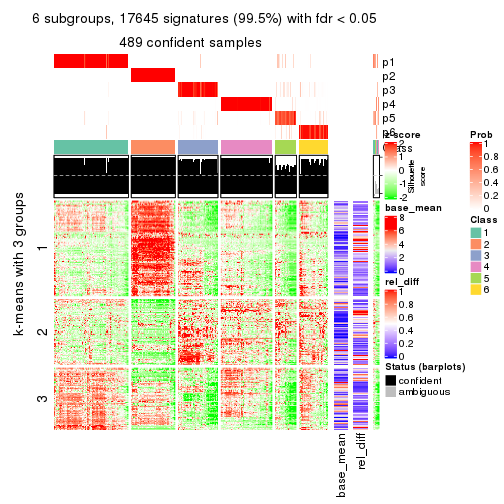 6 subgroups, 17645 signatures (99.5%) with fdr < 0.05
489 confident samples
p1
p2
p3
p4
p5
p6
Class
Silhouette
score
k-means with 3 groups
1
2
3
base_mean
rel_diff
z-score
2
1
0
-1
-2
base_mean
8
6
4
2
0
rel_diff
1
0.8
0.6
0.4
0.2
0
Status (barplots)
confident
ambiguous
Prob
1
0.8
0.6
0.4
0.2
0
Class
1
2
3
4
5
6